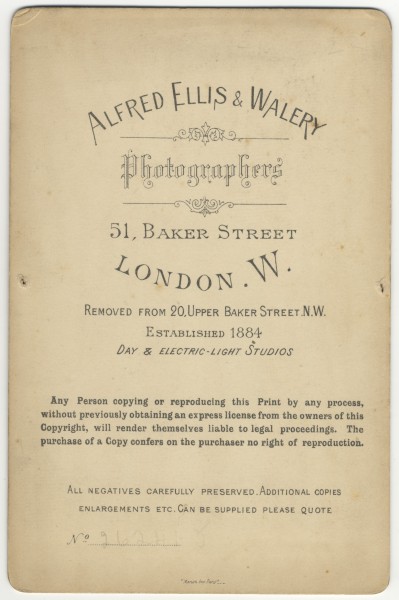 ALFRED ELLIS & WALERY
Photographers
51, BAKER STREET
LONDON. W.
REMOVED FROM 20, UPPER BAKER STREET. N.W.
ESTABLISHED 1884
DAY & ELECTRIC-LIGHT STUDIOS
Any Person copying or reproducing this Print by any process,
without previously obtaining an express license from the owners of this
Copyright, will render themselves liable to legal proceedings. The
purchase of a Copy confers on the purchaser no right of reproduction.
ALL NEGATIVES CAREFULLY PRESERVED. ADDITIONAL COPIES
ENLARGEMENTS ETC. CAN BE SUPPLIED PLEASE QUOTE
No